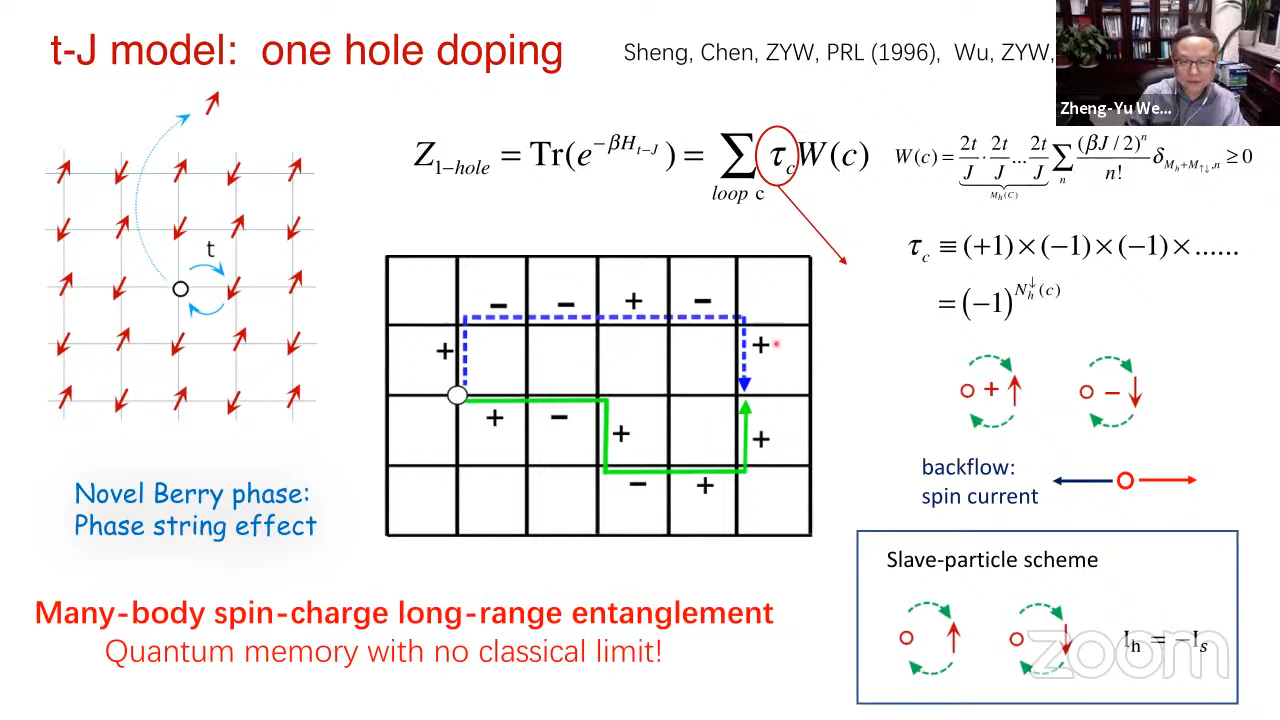 t-J model: one hole doping
Sheng, Chen, ZYW, PRL (1996), Wu, ZYW,
Zheng-Yu We...
t
Z_{1-hole} = Tr(e^{-βH_{t-J}}) = ∑_{loop c} τ_c W(c)
W(c) = 2t/J · 2t/J ... 2t/J ∑_n (βJ/2)^n / n! δ_{M_h+M_{↑↓},n} ≥ 0
M_h(C)
τ_c ≡ (+1)×(−1)×(−1)×......
= (−1)^{N_h^↓(c)}
− − + −
+ +
+ − + +
− +
+ ↑ − ↓
backflow:
spin current
Novel Berry phase:
Phase string effect
Slave-particle scheme
I_h = −I_s
zoom
Many-body spin-charge long-range entanglement
Quantum memory with no classical limit!